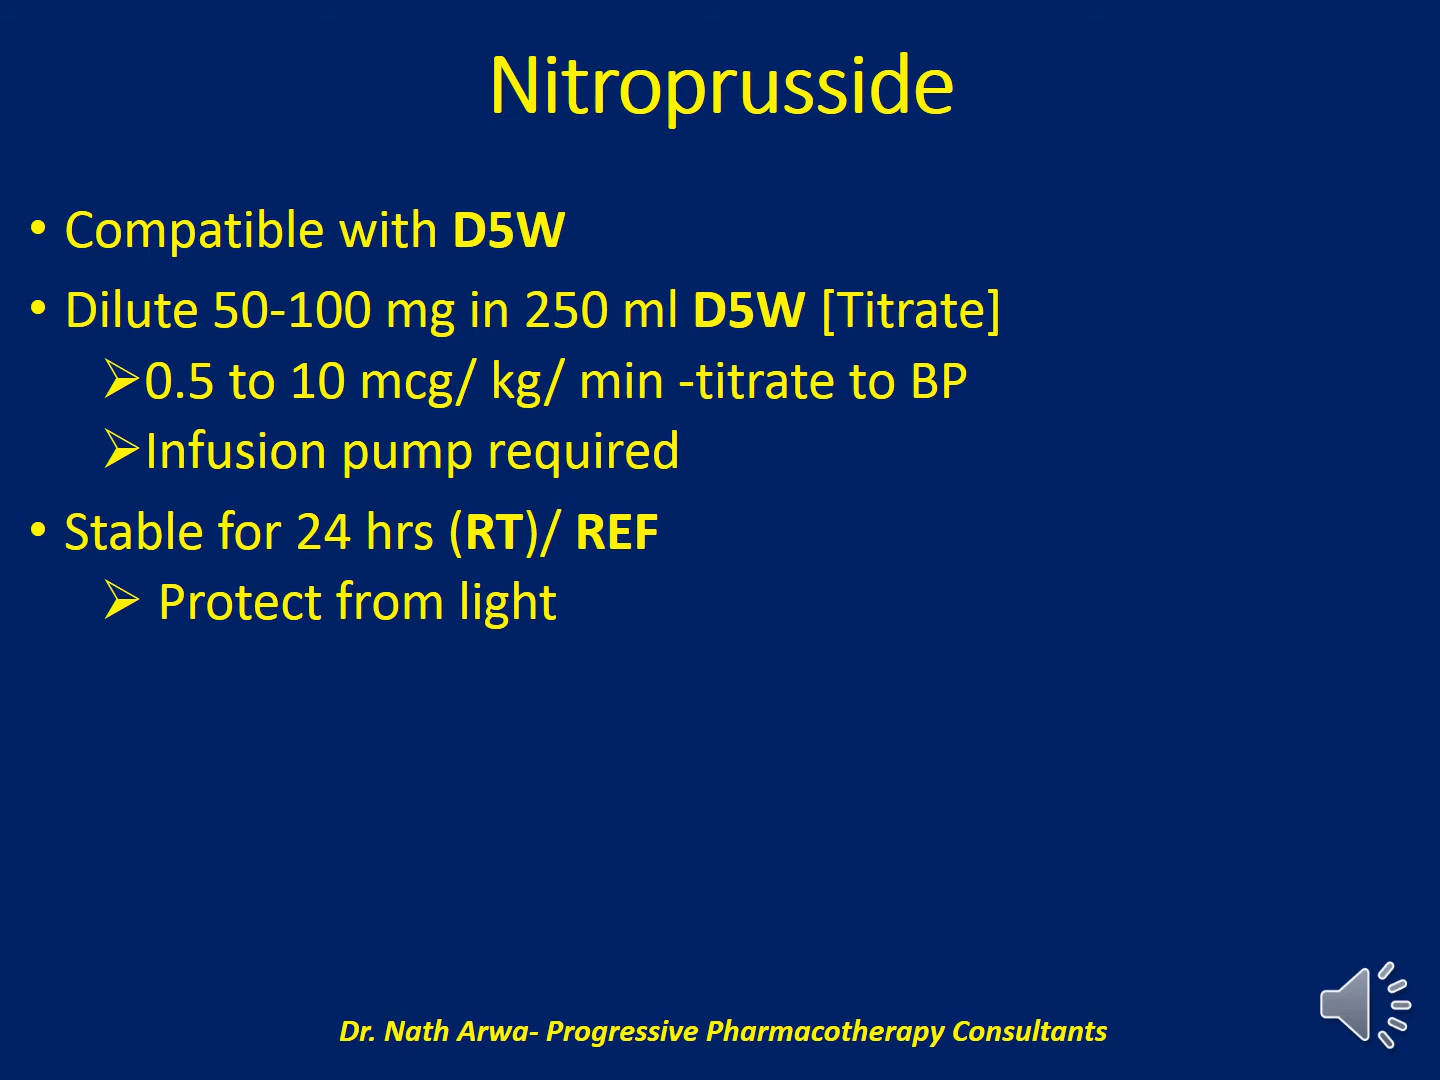 Nitroprusside
• Compatible with D5W
• Dilute 50-100 mg in 250 ml D5W [Titrate]
➢0.5 to 10 mcg/ kg/ min -titrate to BP
➢Infusion pump required
• Stable for 24 hrs (RT)/ REF
➢ Protect from light
Dr. Nath Arwa- Progressive Pharmacotherapy Consultants